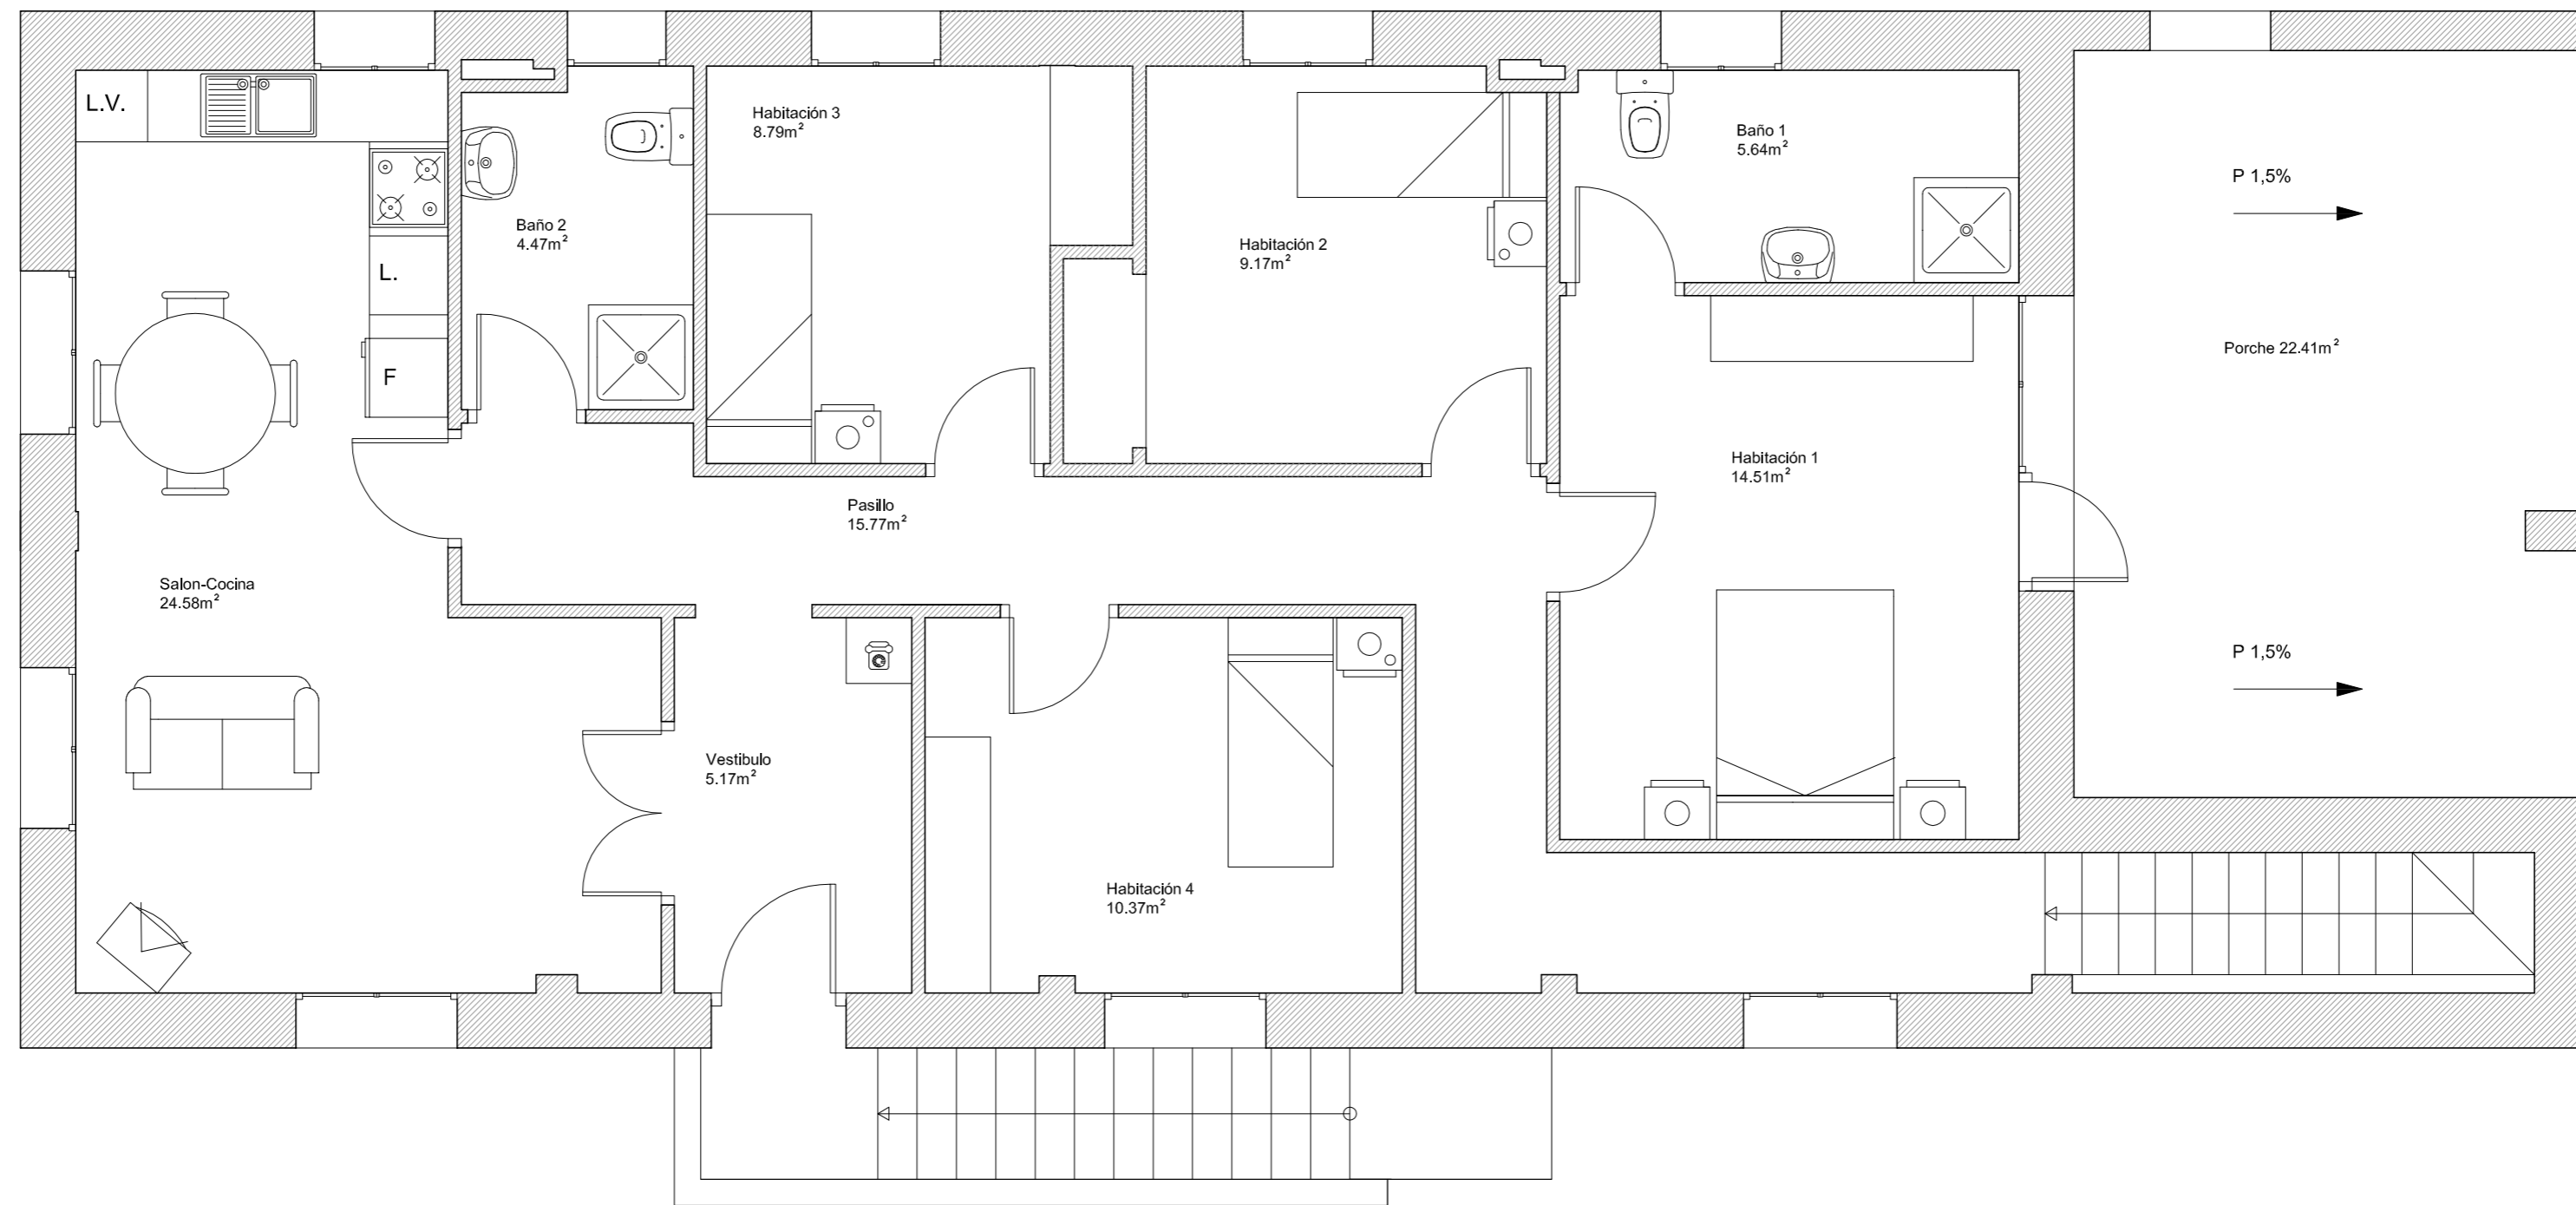 L.V.
Habitación 3
8.79m²
Baño 1
5.64m²
P 1,5%
Baño 2
4.47m²
Habitación 2
9.17m²
L.
Porche 22.41m²
F
Habitación 1
14.51m²
Pasillo
15.77m²
Salon-Cocina
24.58m²
P 1,5%
Vestibulo
5.17m²
Habitación 4
10.37m²